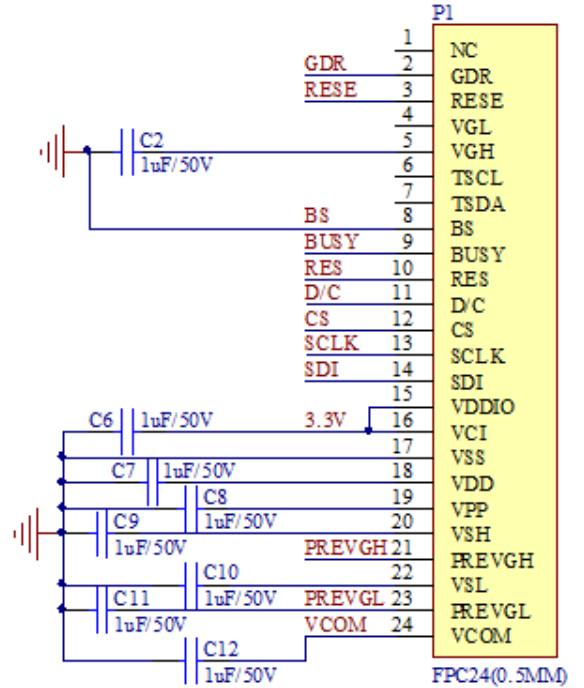 P1
1 NC
GDR 2 GDR
RESE 3 RESE
4 VGL
C2 1uF/50V 5 VGH
6 TSCL
7 TSDA
BS 8 BS
BUSY 9 BUSY
RES 10 RES
D/C 11 D/C
CS 12 CS
SCLK 13 SCLK
SDI 14 SDI
15 VDDIO
C6 1uF/50V 3.3V 16 VCI
17 VSS
C7 1uF/50V 18 VDD
C8 1uF/50V 19 VPP
C9 1uF/50V 20 VSH
PREVGH 21 PREVGH
C10 1uF/50V 22 VSL
C11 1uF/50V PREVGL 23 PREVGL
C12 1uF/50V VCOM 24 VCOM
FPC24(0.5MM)